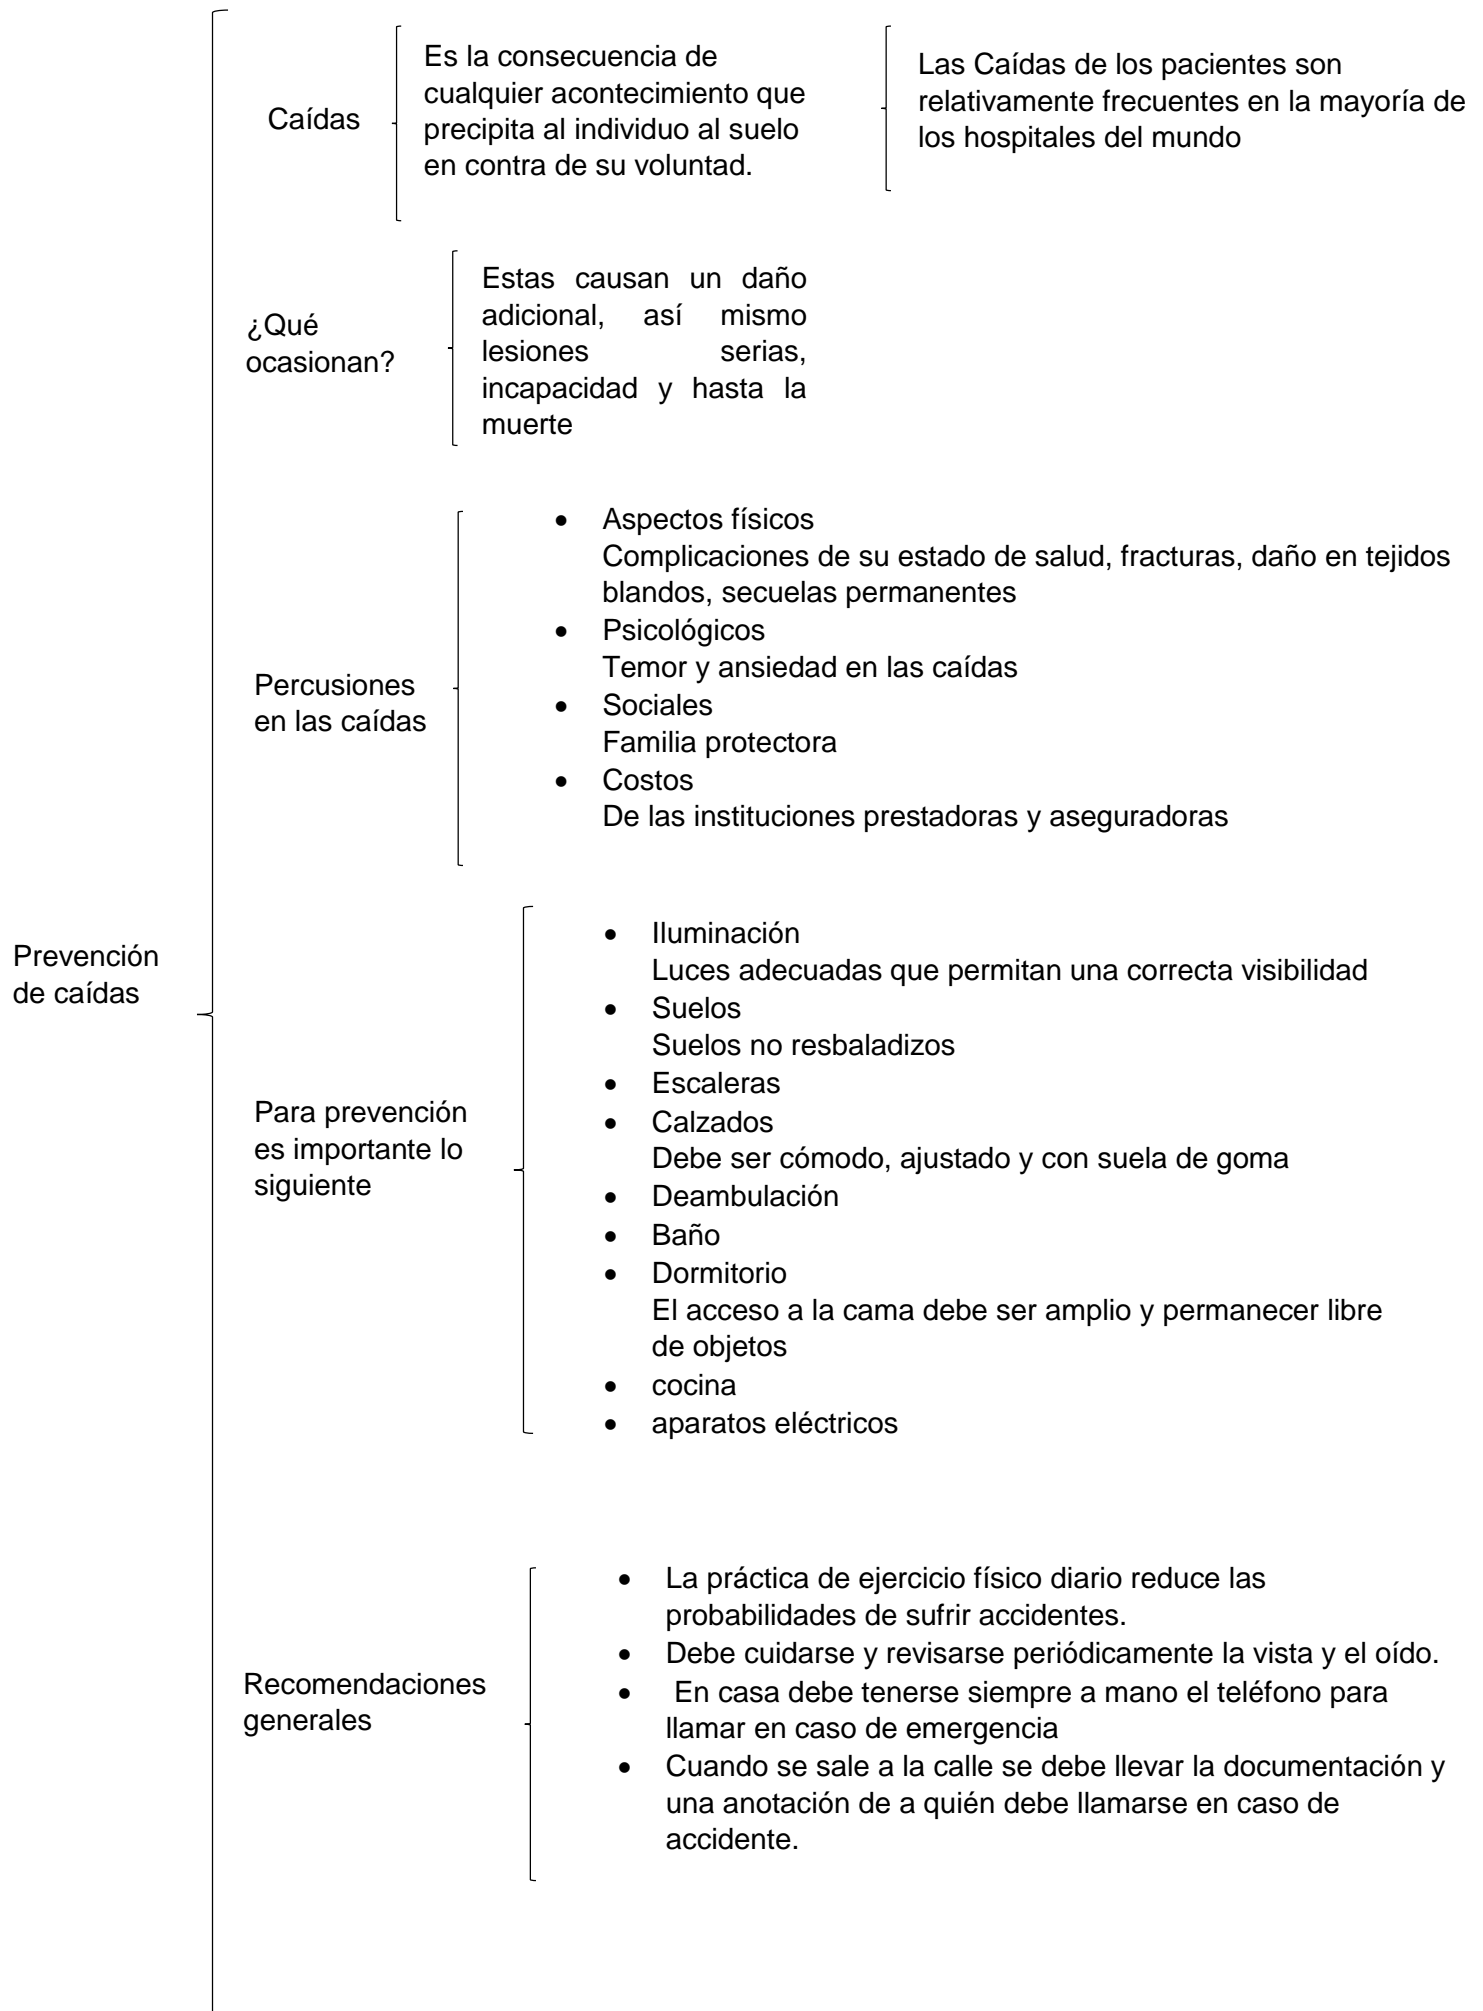 Prevención
de caídas
Caídas
Es la consecuencia de
cualquier acontecimiento que
precipita al individuo al suelo
en contra de su voluntad.
Las Caídas de los pacientes son
relativamente frecuentes en la mayoría de
los hospitales del mundo
¿Qué
ocasionan?
Estas causan un daño
adicional, así mismo
lesiones serias,
incapacidad y hasta la
muerte
Percusiones
en las caídas
• Aspectos físicos
Complicaciones de su estado de salud, fracturas, daño en tejidos
blandos, secuelas permanentes
• Psicológicos
Temor y ansiedad en las caídas
• Sociales
Familia protectora
• Costos
De las instituciones prestadoras y aseguradoras
Para prevención
es importante lo
siguiente
• Iluminación
Luces adecuadas que permitan una correcta visibilidad
• Suelos
Suelos no resbaladizos
• Escaleras
• Calzados
Debe ser cómodo, ajustado y con suela de goma
• Deambulación
• Baño
• Dormitorio
El acceso a la cama debe ser amplio y permanecer libre
de objetos
• cocina
• aparatos eléctricos
Recomendaciones
generales
• La práctica de ejercicio físico diario reduce las
probabilidades de sufrir accidentes.
• Debe cuidarse y revisarse periódicamente la vista y el oído.
• En casa debe tenerse siempre a mano el teléfono para
llamar en caso de emergencia
• Cuando se sale a la calle se debe llevar la documentación y
una anotación de a quién debe llamarse en caso de
accidente.